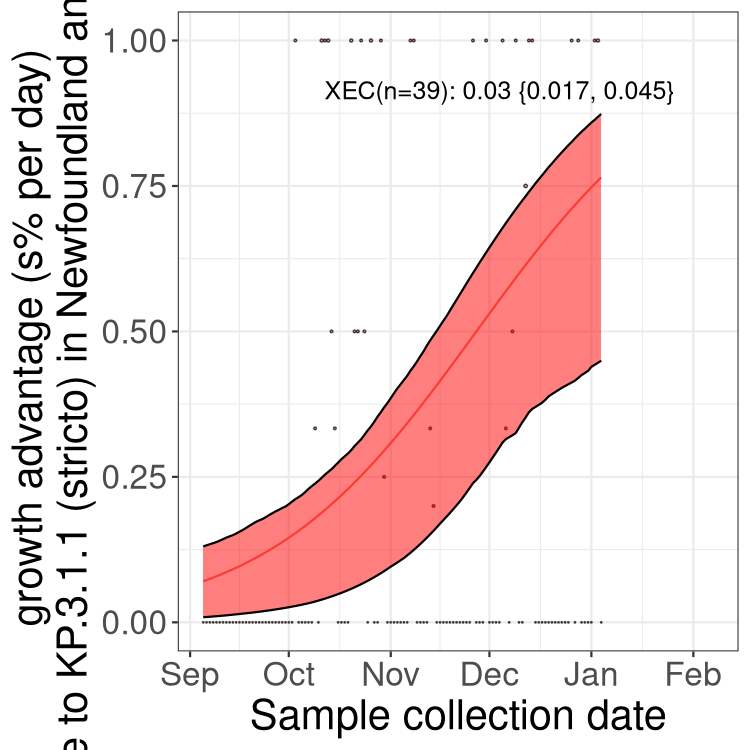 growth advantage (s% per day)
to KP.3.1.1 (stricto) in Newfoundland
1.00
0.75
0.50
0.25
0.00
XEC(n=39): 0.03 {0.017, 0.045}
Sep Oct Nov Dec Jan Feb
Sample collection date